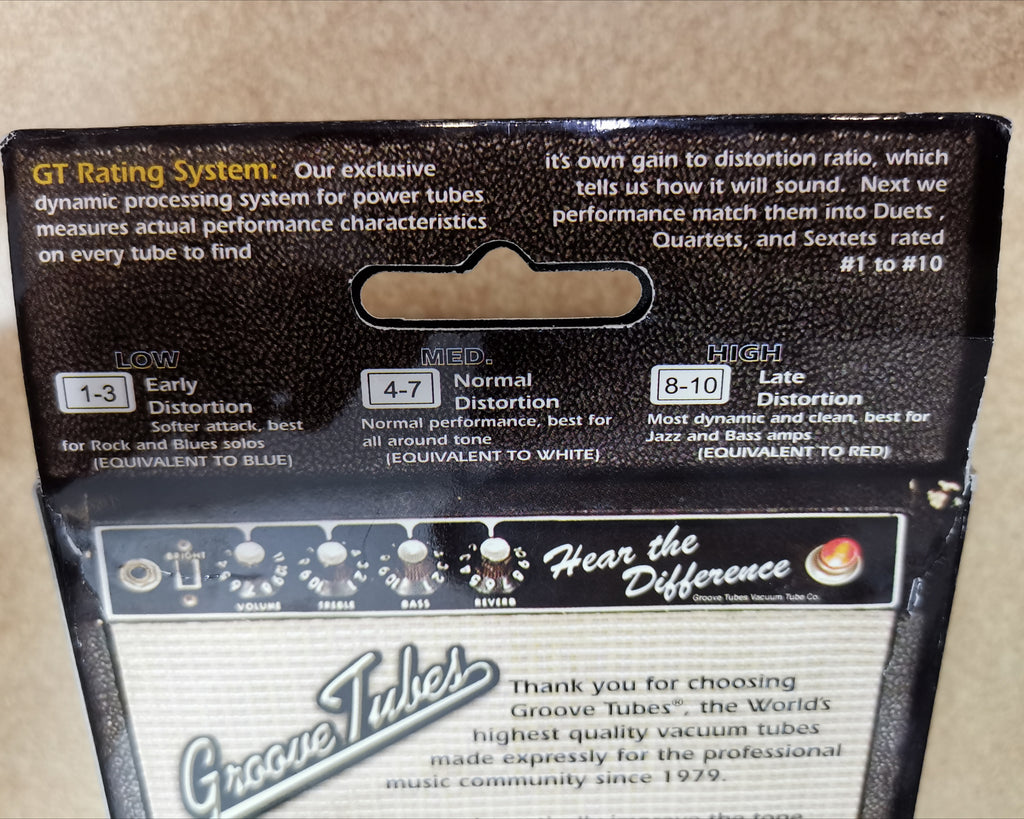 GT Rating System: Our exclusive
dynamic processing system for power tubes
measures actual performance characteristics
on every tube to find
it's own gain to distortion ratio, which
tells us how it will sound. Next we
performance match them into Duets ,
Quartets, and Sextets rated
#1 to #10
LOW
1-3 Early
Distortion
Softer attack, best
for Rock and Blues solos
(EQUIVALENT TO BLUE)
MED.
4-7 Normal
Distortion
Normal performance, best for
all around tone
(EQUIVALENT TO WHITE)
HIGH
8-10 Late
Distortion
Most dynamic and clean, best for
Jazz and Bass amps
(EQUIVALENT TO RED)
BRIGHT
VOLUME TREBLE BASS REVERB
Hear the
Difference
Groove Tubes Vacuum Tube Co.
Groove Tubes
Thank you for choosing
Groove Tubes®, the World's
highest quality vacuum tubes
made expressly for the professional
music community since 1979.
improve the tone